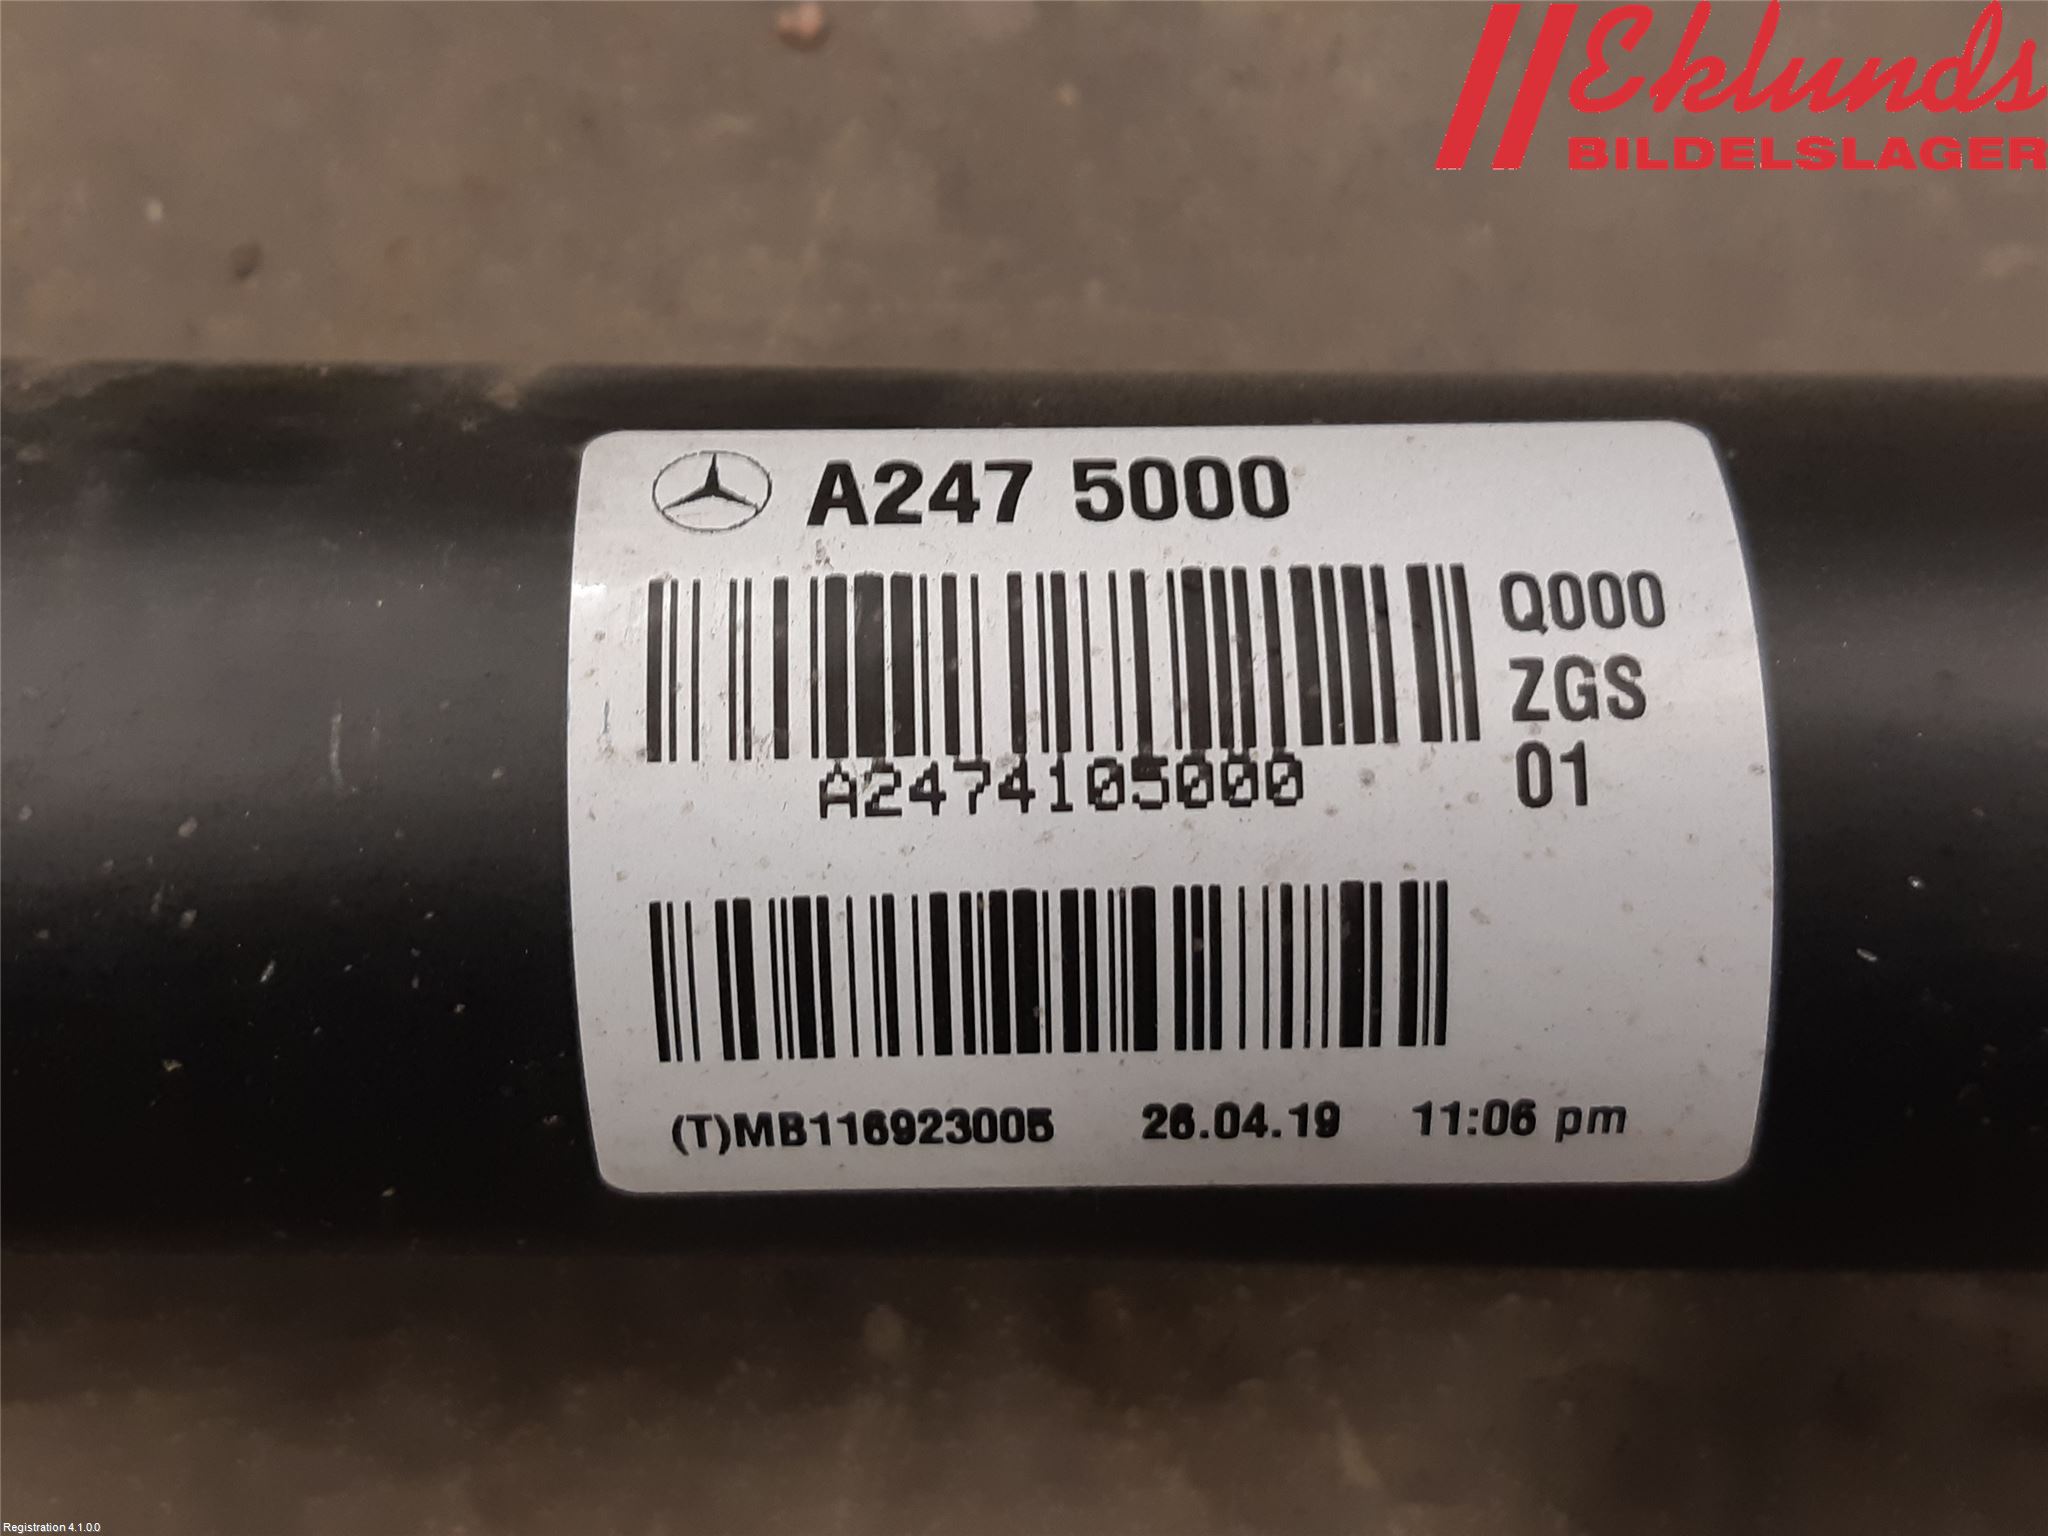 Eklunds
BILDELSLAGER
A247 5000
Q000
ZGS
01
A2474105000
(T)MB116923005 26.04.19 11:06 pm
Registration 4.1.0.0